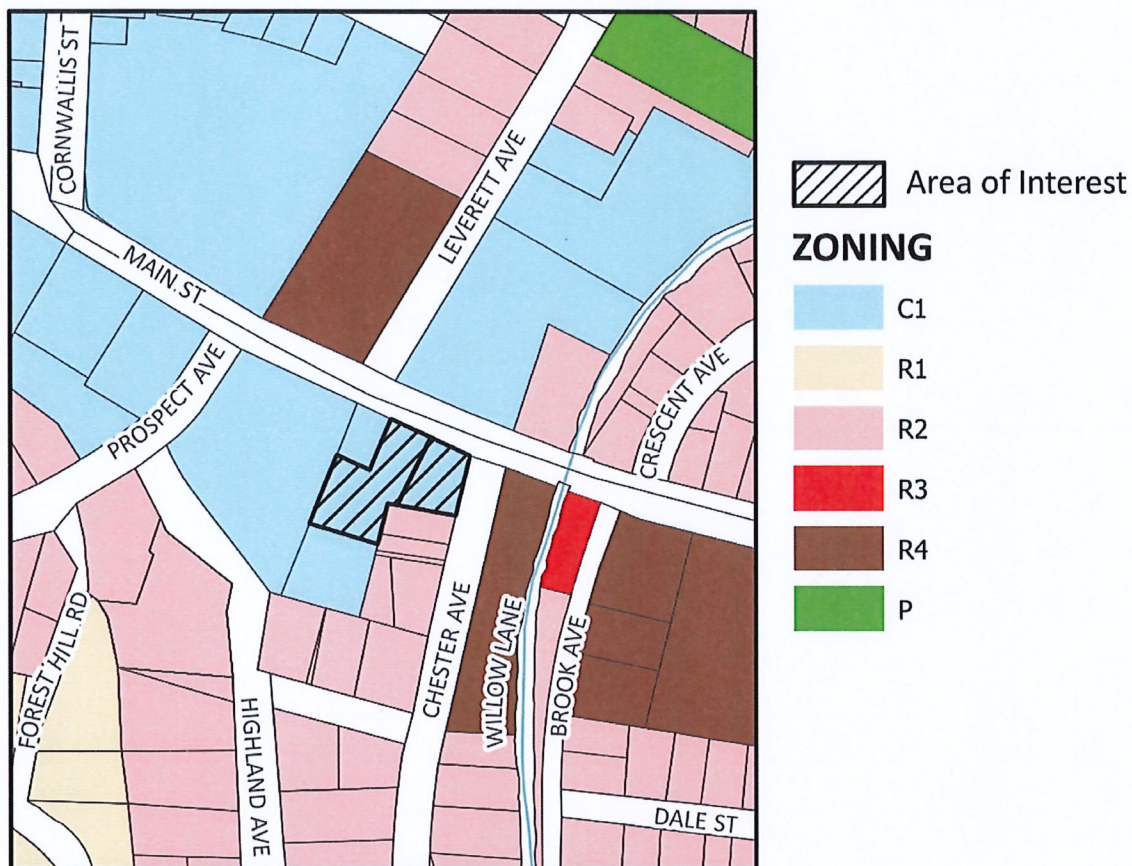 CORNWALLIS ST
MAIN ST
LEVERETT AVE
PROSPECT AVE
CRESCENT AVE
FOREST HILL RD
HIGHLAND AVE
CHESTER AVE
WILLOW LANE
BROOK AVE
DALE ST
Area of Interest
ZONING
C1
R1
R2
R3
R4
P